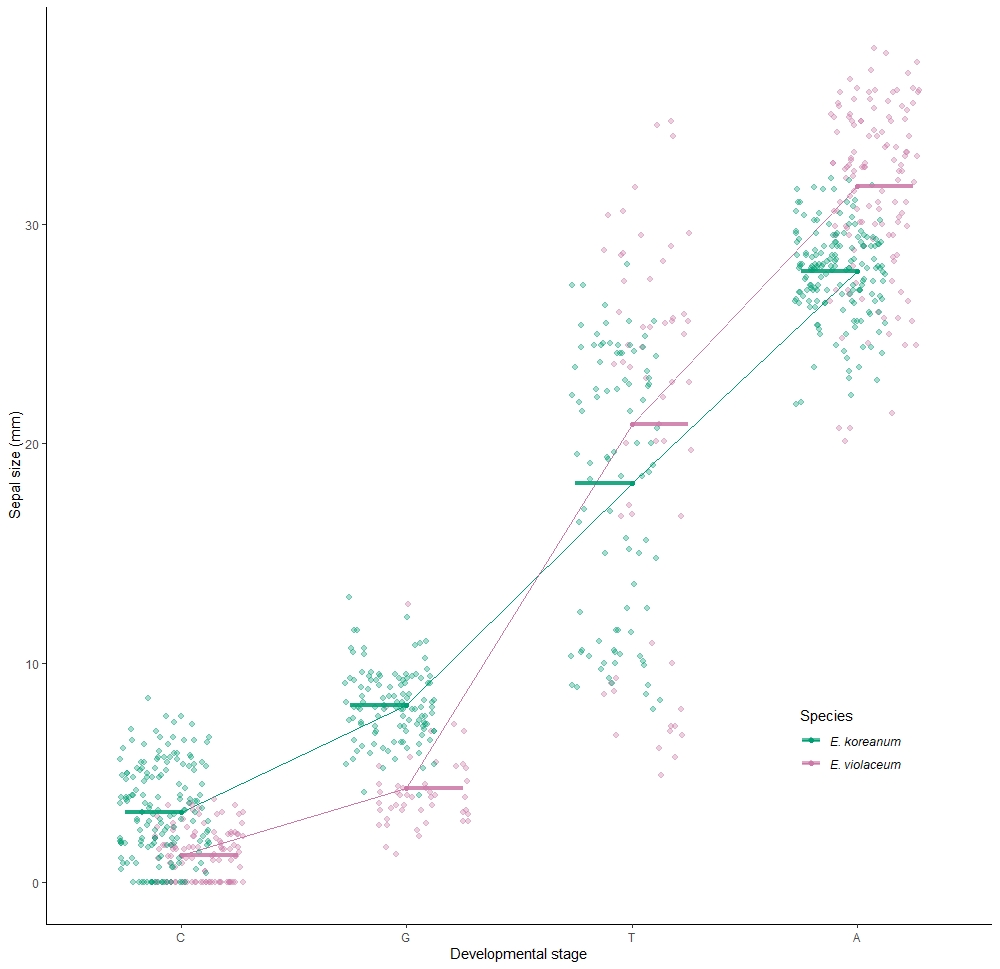 Sepal size (mm)
30
20
10
0
C G T A
Developmental stage
Species
E. koreanum
E. violaceum